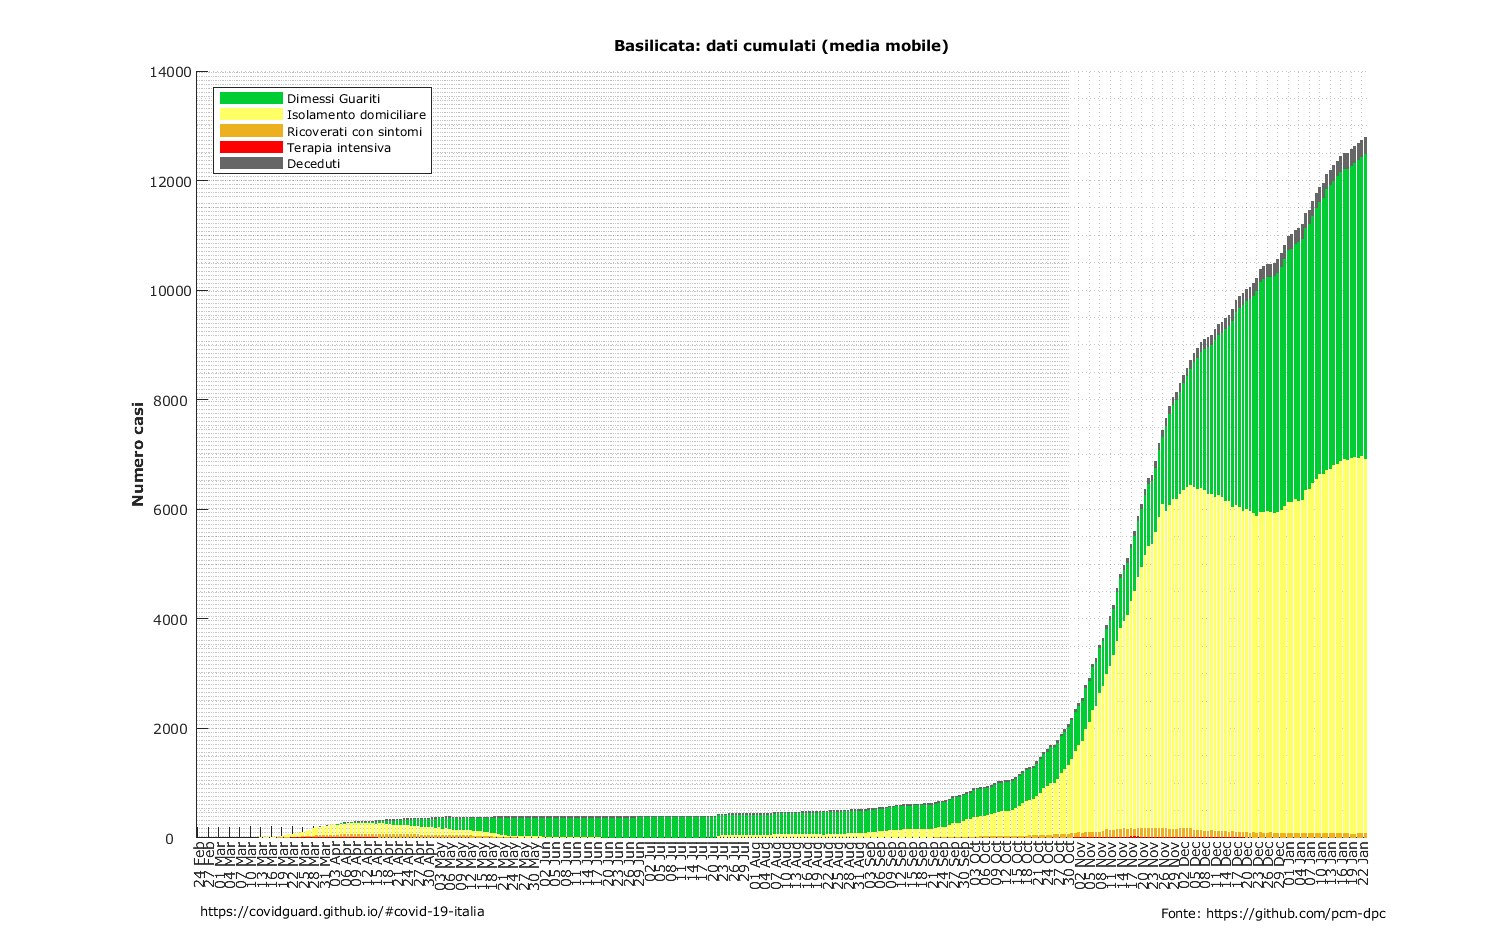 Basilicata: dati cumulati (media mobile)
14000
12000
10000
8000
6000
4000
2000
0
Numero casi
Dimessi Guariti
Isolamento domiciliare
Ricoverati con sintomi
Terapia intensiva
Deceduti
24 Feb
27 Feb
01 Mar
04 Mar
07 Mar
10 Mar
13 Mar
16 Mar
19 Mar
22 Mar
25 Mar
28 Mar
31 Mar
03 Apr
06 Apr
09 Apr
12 Apr
15 Apr
18 Apr
21 Apr
24 Apr
27 Apr
30 Apr
03 May
06 May
09 May
12 May
15 May
18 May
21 May
24 May
27 May
30 May
02 Jun
05 Jun
08 Jun
11 Jun
14 Jun
17 Jun
20 Jun
23 Jun
26 Jun
29 Jun
02 Jul
05 Jul
08 Jul
11 Jul
14 Jul
17 Jul
20 Jul
23 Jul
26 Jul
29 Jul
01 Aug
04 Aug
07 Aug
10 Aug
13 Aug
16 Aug
19 Aug
22 Aug
25 Aug
28 Aug
31 Aug
03 Sep
06 Sep
09 Sep
12 Sep
15 Sep
18 Sep
21 Sep
24 Sep
27 Sep
30 Sep
03 Oct
06 Oct
09 Oct
12 Oct
15 Oct
18 Oct
21 Oct
24 Oct
27 Oct
30 Oct
02 Nov
05 Nov
08 Nov
11 Nov
14 Nov
17 Nov
20 Nov
23 Nov
26 Nov
29 Nov
02 Dec
05 Dec
08 Dec
11 Dec
14 Dec
17 Dec
20 Dec
23 Dec
26 Dec
29 Dec
01 Jan
04 Jan
07 Jan
10 Jan
13 Jan
16 Jan
19 Jan
22 Jan
https://covidguard.github.io/#covid-19-italia
Fonte: https://github.com/pcm-dpc